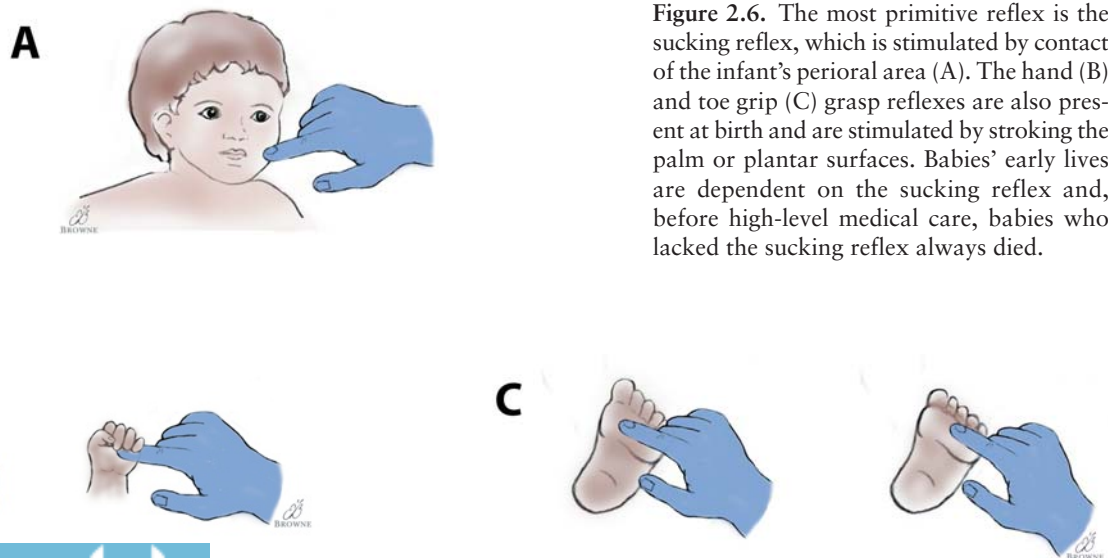 A
Figure 2.6. The most primitive reflex is the
sucking reflex, which is stimulated by contact
of the infant's perioral area (A). The hand (B)
and toe grip (C) grasp reflexes are also pres-
ent at birth and are stimulated by stroking the
palm or plantar surfaces. Babies' early lives
are dependent on the sucking reflex and,
before high-level medical care, babies who
lacked the sucking reflex always died.
BROWNE
C
BROWNE
BROWNE